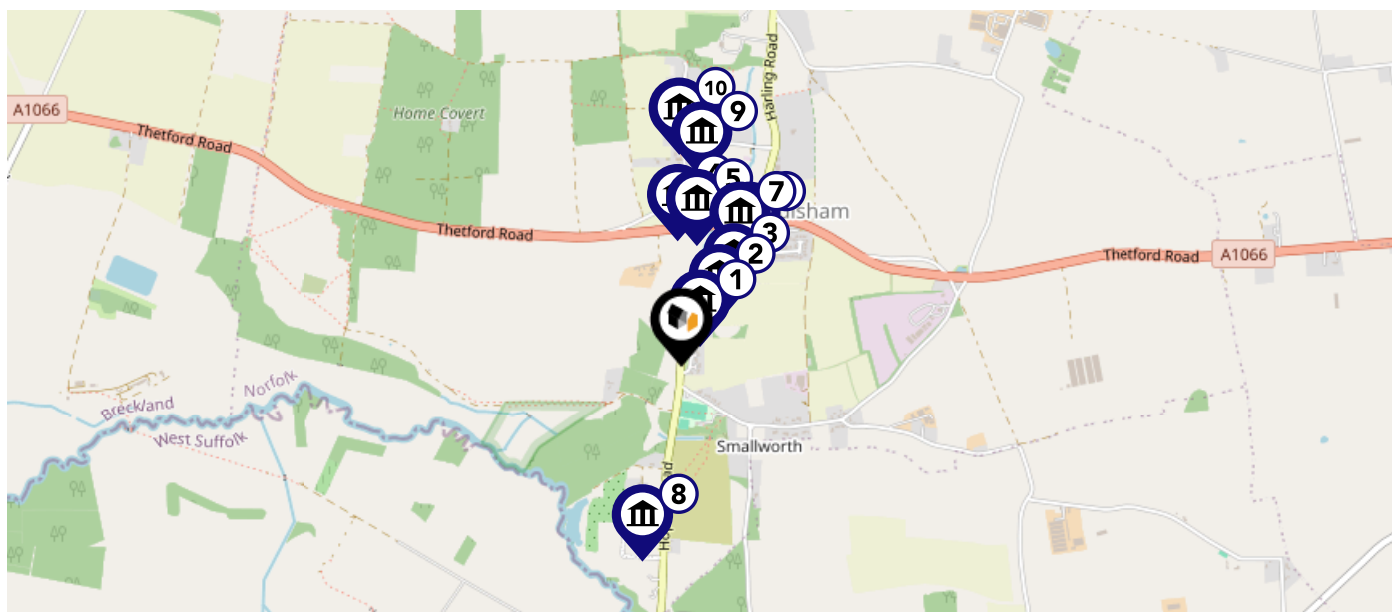 Harling Road
10
A1066
9
Home Covert
Thetford Road
5
7
isham
3
Thetford Road
2
Thetford Road
A1066
1
Norfolk
Breckland
West Suffolk
Smallworth
8